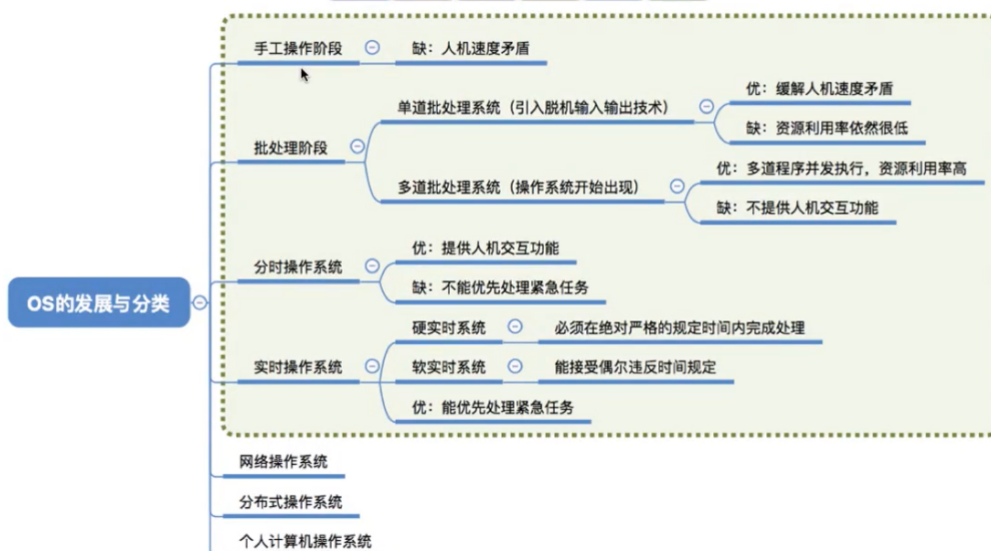 手工操作阶段
缺：人机速度矛盾
批处理阶段
单道批处理系统（引入脱机输入输出技术）
优：缓解人机速度矛盾
缺：资源利用率依然很低
多道批处理系统（操作系统开始出现）
优：多道程序并发执行，资源利用率高
缺：不提供人机交互功能
OS的发展与分类
分时操作系统
优：提供人机交互功能
缺：不能优先处理紧急任务
实时操作系统
硬实时系统
必须在绝对严格的规定时间内完成处理
软实时系统
能接受偶尔违反时间规定
优：能优先处理紧急任务
网络操作系统
分布式操作系统
个人计算机操作系统